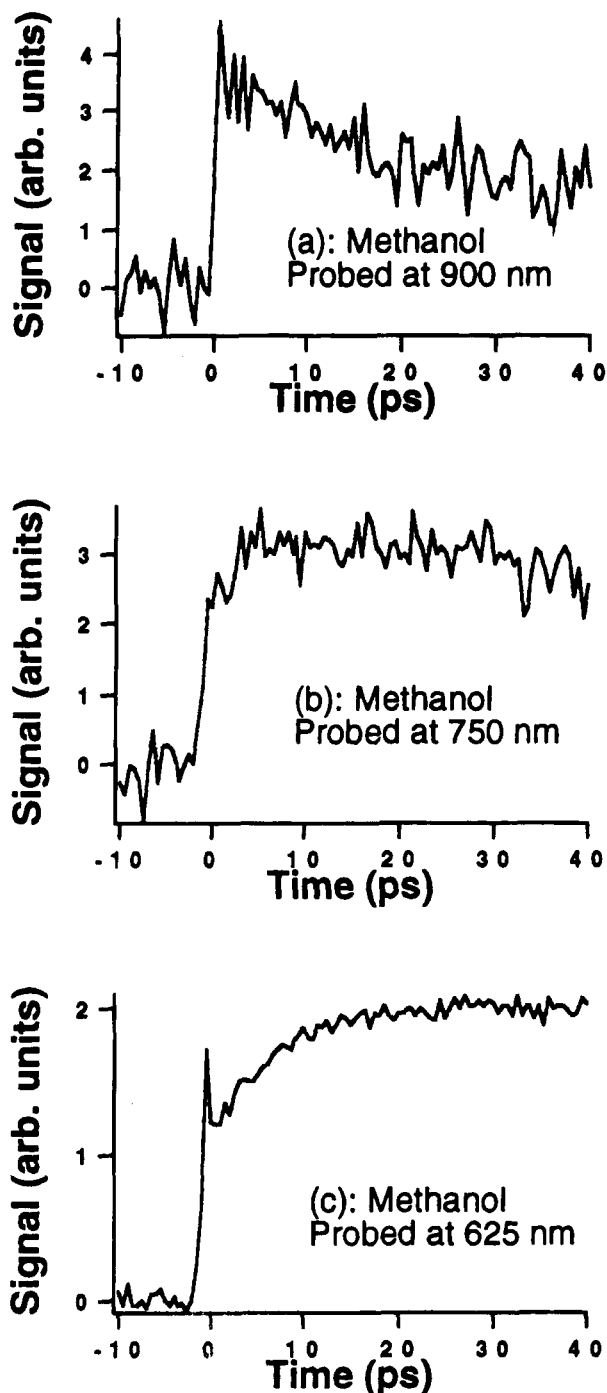 Signal (arb. units)
4
3
2
1
0
(a): Methanol
Probed at 900 nm
-10 0 10 20 30 40
Time (ps)
Signal (arb. units)
3
2
1
0
(b): Methanol
Probed at 750 nm
-10 0 10 20 30 40
Time (ps)
Signal (arb. units)
2
1
0
(c): Methanol
Probed at 625 nm
-10 0 10 20 30 40
Time (ps)